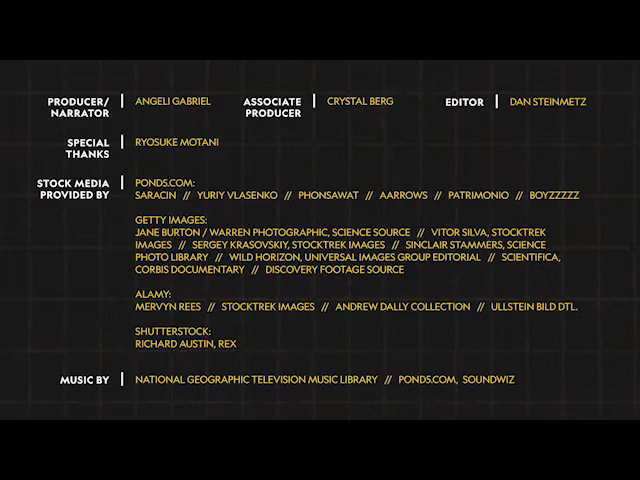 PRODUCER/ NARRATOR | ANGELI GABRIEL
ASSOCIATE PRODUCER | CRYSTAL BERG
EDITOR | DAN STEINMETZ
SPECIAL THANKS | RYOSUKE MOTANI
STOCK MEDIA PROVIDED BY | POND5.COM:
SARACIN // YURIY VLASENKO // PHONSAWAT // AARROWS // PATRIMONIO // BOYZZZZZ
GETTY IMAGES:
JANE BURTON / WARREN PHOTOGRAPHIC, SCIENCE SOURCE // VITOR SILVA, STOCKTREK
IMAGES // SERGEY KRASOVSKIY, STOCKTREK IMAGES // SINCLAIR STAMMERS, SCIENCE
PHOTO LIBRARY // WILD HORIZON, UNIVERSAL IMAGES GROUP EDITORIAL // SCIENTIFICA,
CORBIS DOCUMENTARY // DISCOVERY FOOTAGE SOURCE
ALAMY:
MERVYN REES // STOCKTREK IMAGES // ANDREW DALLY COLLECTION // ULLSTEIN BILD DTL.
SHUTTERSTOCK:
RICHARD AUSTIN, REX
MUSIC BY | NATIONAL GEOGRAPHIC TELEVISION MUSIC LIBRARY // POND5.COM, SOUNDWIZ